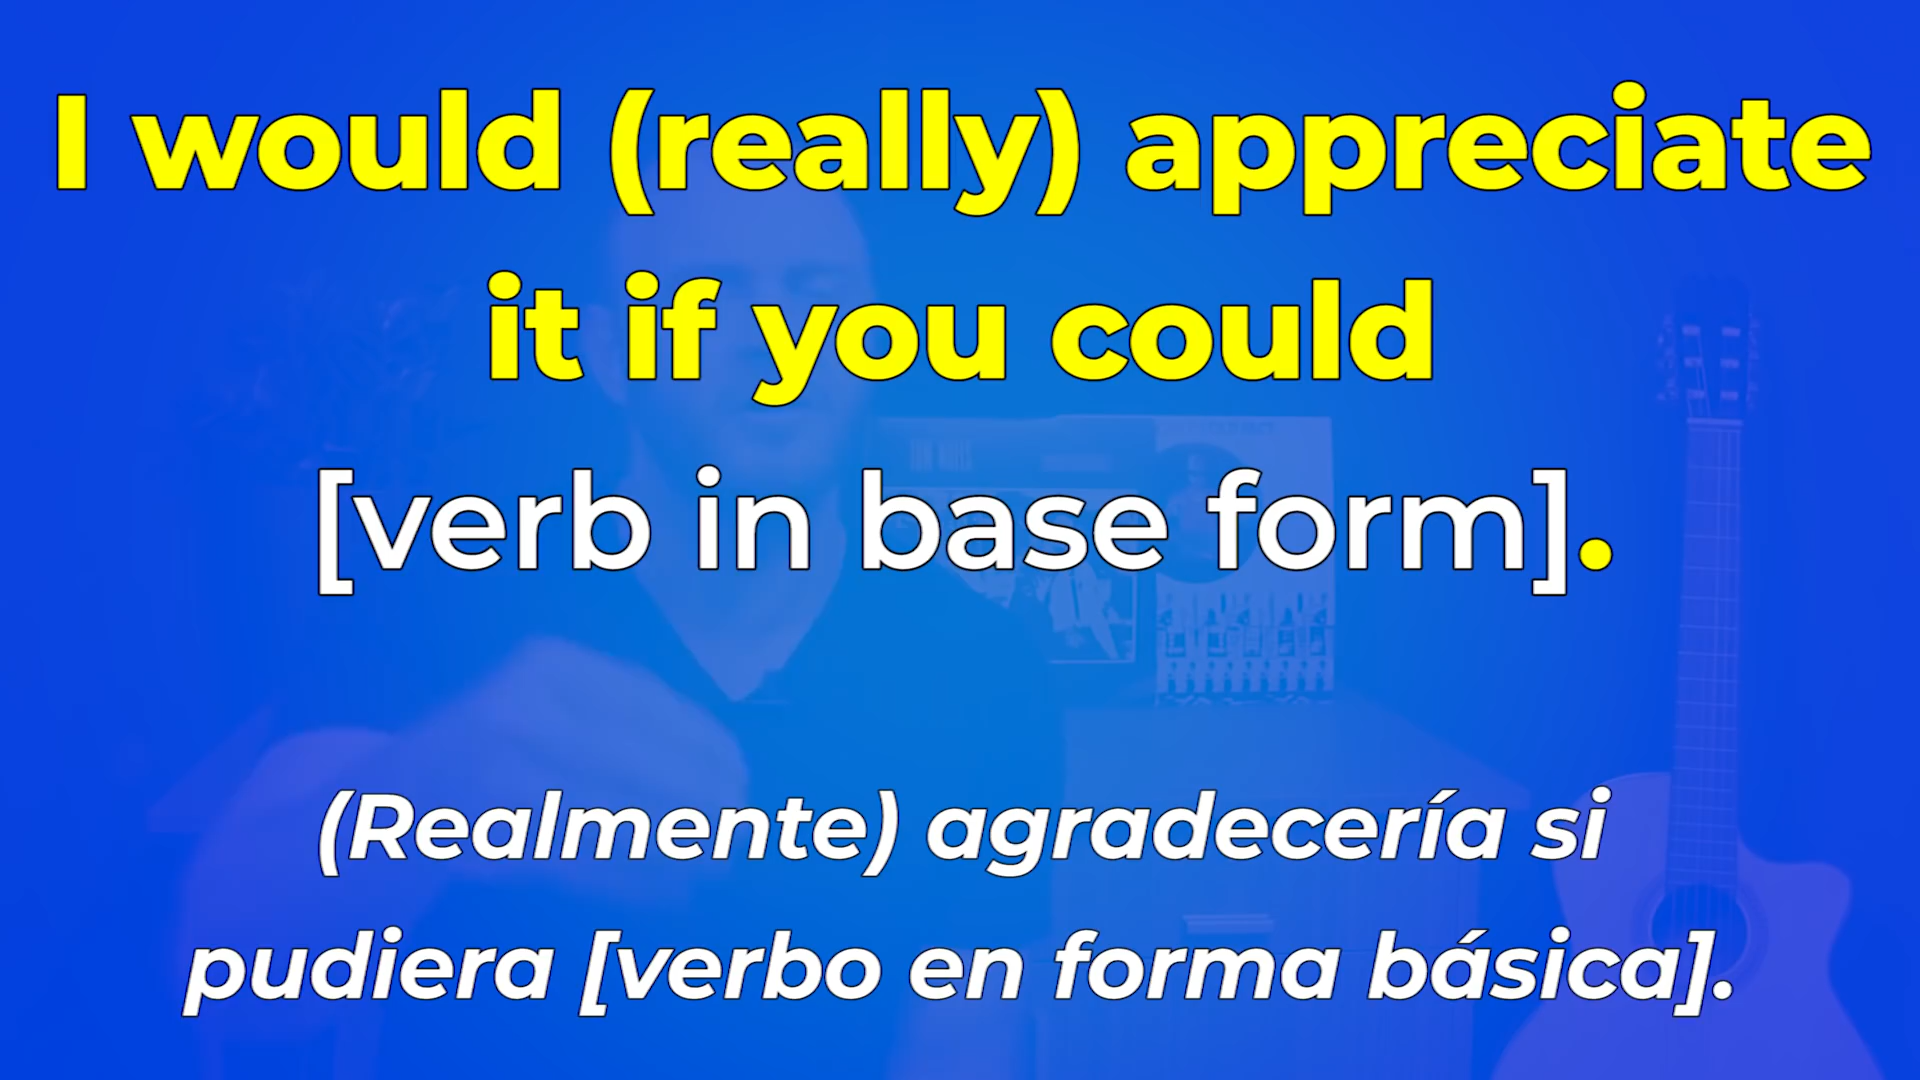 I would (really) appreciate
it if you could
[verb in base form].
(Realmente) agradecería si
pudiera [verbo en forma básica].